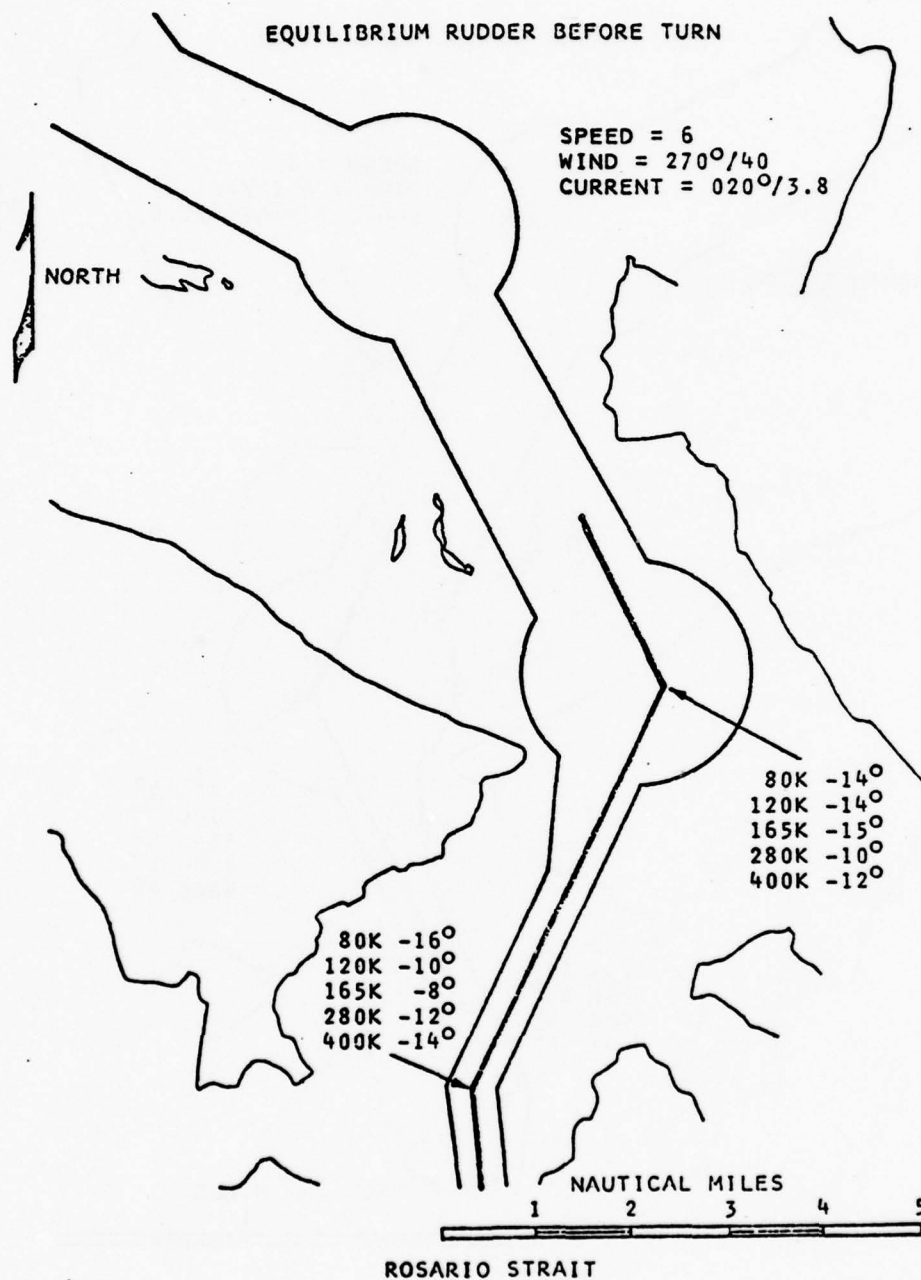 EQUILIBRIUM RUDDER BEFORE TURN
SPEED = 6
WIND = 270°/40
CURRENT = 020°/3.8
NORTH
80K -14°
120K -14°
165K -15°
280K -10°
400K -12°
80K -16°
120K -10°
165K -8°
280K -12°
400K -14°
NAUTICAL MILES
1 2 3 4 5
ROSARIO STRAIT